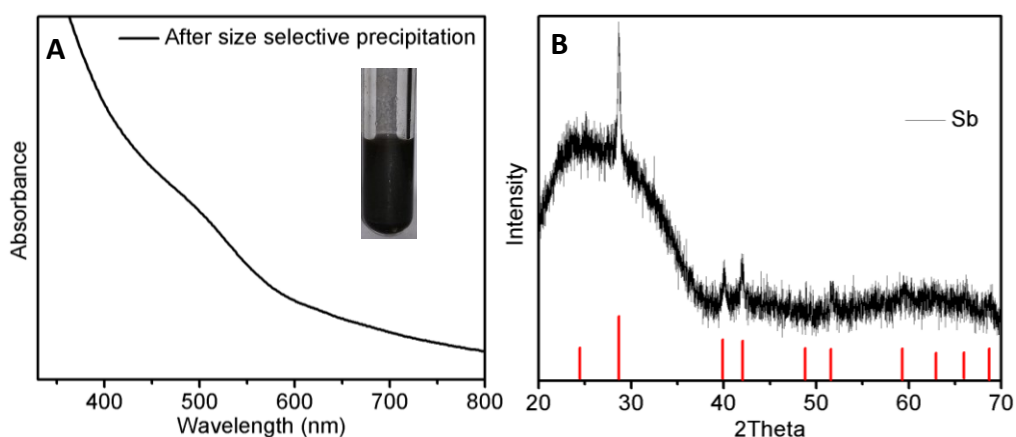 A
After size selective precipitation
Absorbance
400 500 600 700 800
Wavelength (nm)
B
Sb
Intensity
20 30 40 50 60 70
2Theta